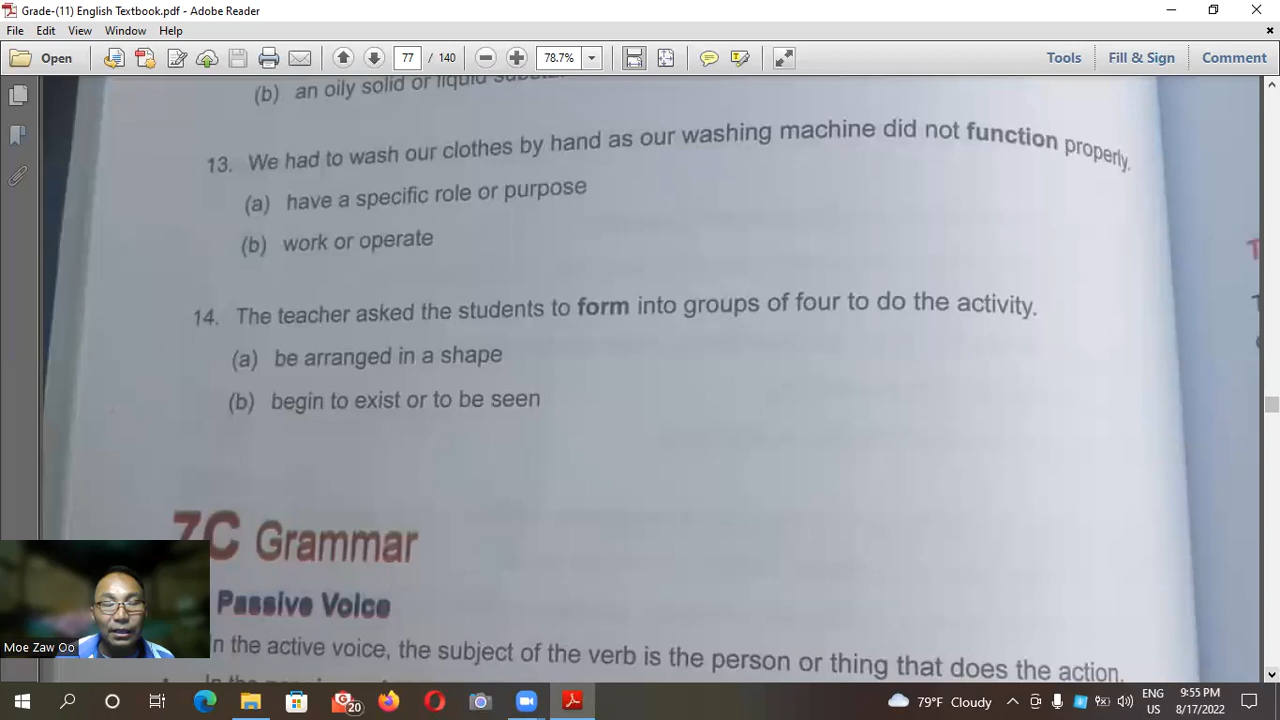 Grade-(11) English Textbook.pdf - Adobe Reader
File Edit View Window Help
Open 77 / 140 78.7% Tools Fill & Sign Comment
(b) an oily solid or liquid
13. We had to wash our clothes by hand as our washing machine did not function properly.
(a) have a specific role or purpose
(b) work or operate
14. The teacher asked the students to form into groups of four to do the activity.
(a) be arranged in a shape
(b) begin to exist or to be seen
7C Grammar
Passive Voice
In the active voice, the subject of the verb is the person or thing that does the action.
Moe Zaw Oo
20
79°F Cloudy
ENG
US
9:55 PM
8/17/2022